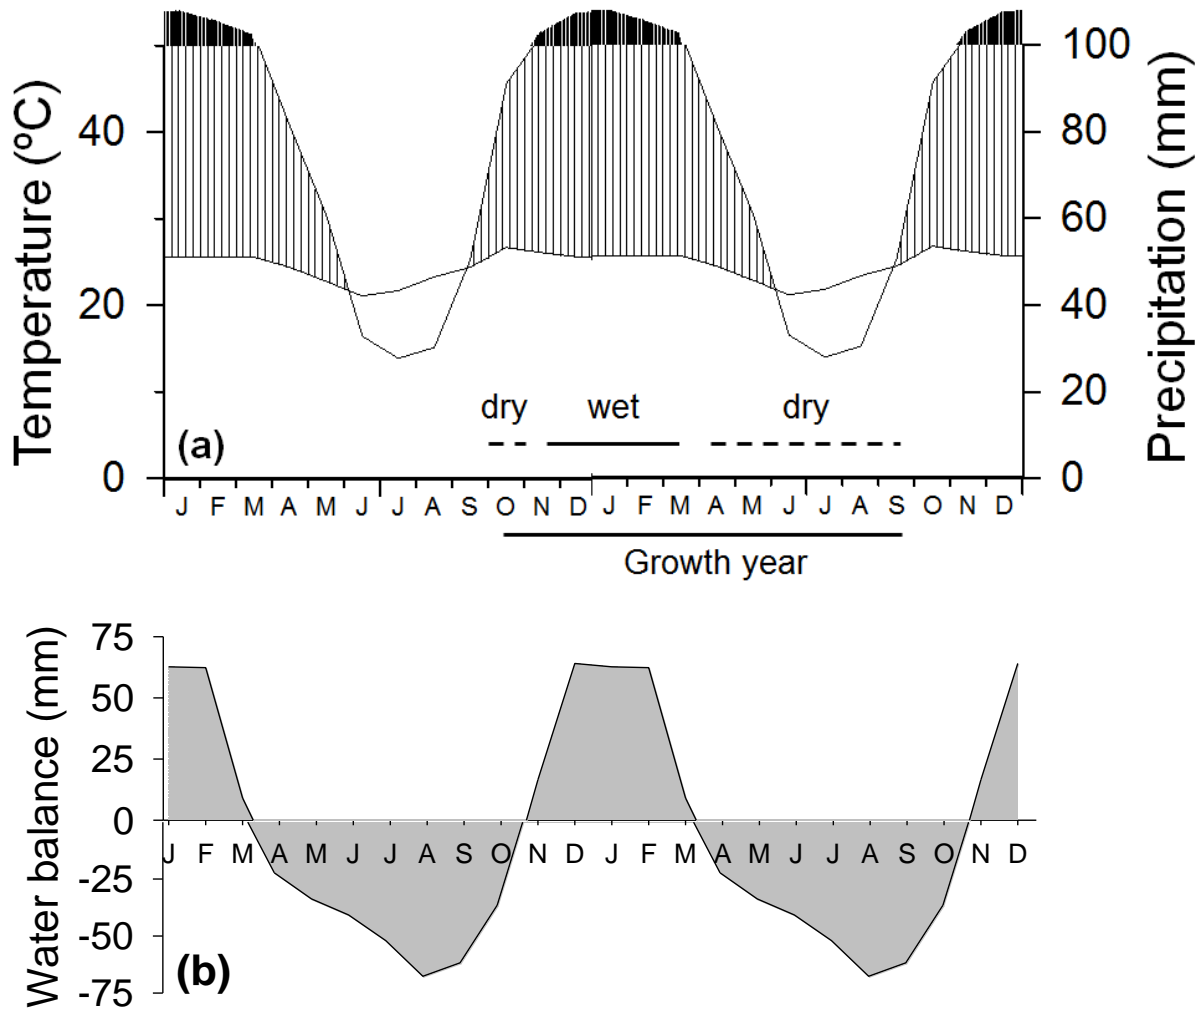 Temperature (ºC)
40
20
0
100
80
60
40
20
0
Precipitation (mm)
dry wet dry
(a)
J F M A M J J A S O N D J F M A M J J A S O N D
Growth year
Water balance (mm)
75
50
25
0
-25
-50
-75
J F M A M J J A S O N D J F M A M J J A S O N D
(b)